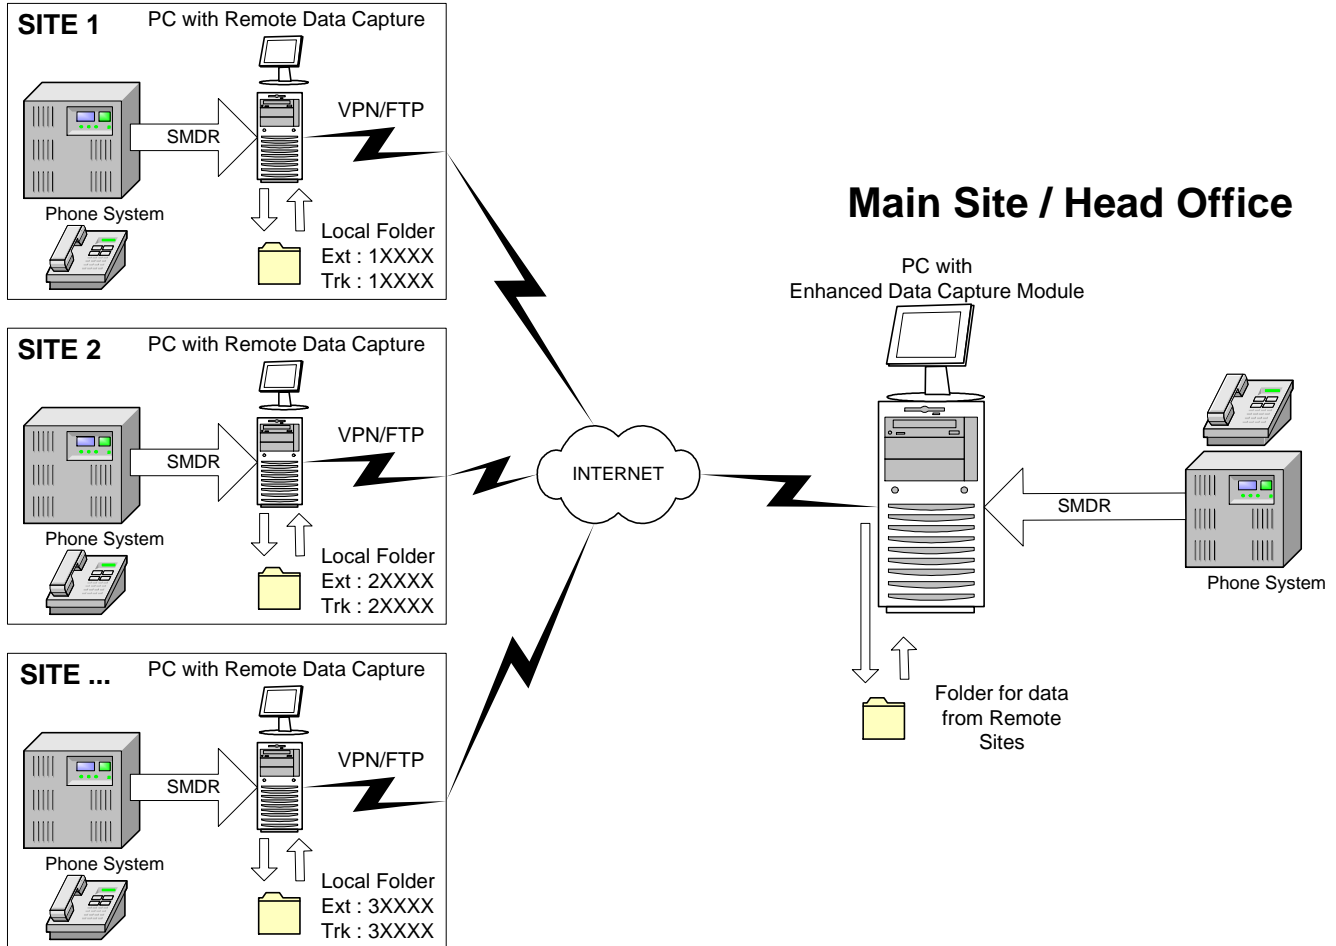 SITE 1
PC with Remote Data Capture
VPN/FTP
SMDR
Phone System
Local Folder
Ext : 1XXXX
Trk : 1XXXX
SITE 2
PC with Remote Data Capture
VPN/FTP
SMDR
Phone System
Local Folder
Ext : 2XXXX
Trk : 2XXXX
SITE ...
PC with Remote Data Capture
VPN/FTP
SMDR
Phone System
Local Folder
Ext : 3XXXX
Trk : 3XXXX
INTERNET
Main Site / Head Office
PC with
Enhanced Data Capture Module
SMDR
Phone System
Folder for data
from Remote
Sites